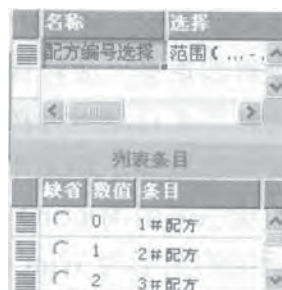 名称 选择
配方编号选择 范围(...-.
列表条目
缺省 数值 条目
0 1#配方
1 2#配方
2 3#配方